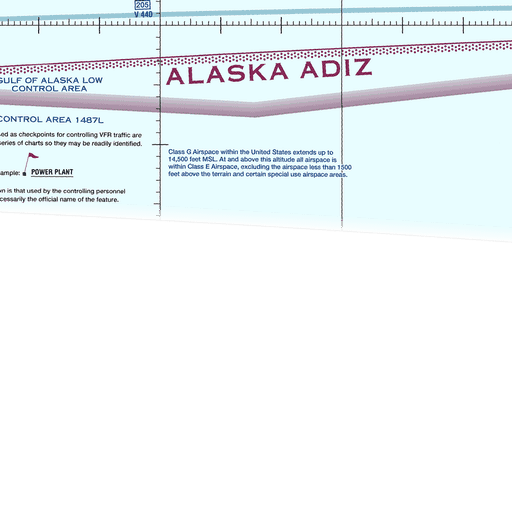 205
V 440
ALASKA ADIZ
GULF OF ALASKA LOW
CONTROL AREA
CONTROL AREA 1487L
sed as checkpoints for controlling VFR traffic are
series of charts so they may be readily identified.
ample: POWER PLANT
on is that used by the controlling personnel
cessarily the official name of the feature.
Class G Airspace within the United States extends up to
14,500 feet MSL. At and above this altitude all airspace is
within Class E Airspace, excluding the airspace less than 1500
feet above the terrain and certain special use airspace areas.